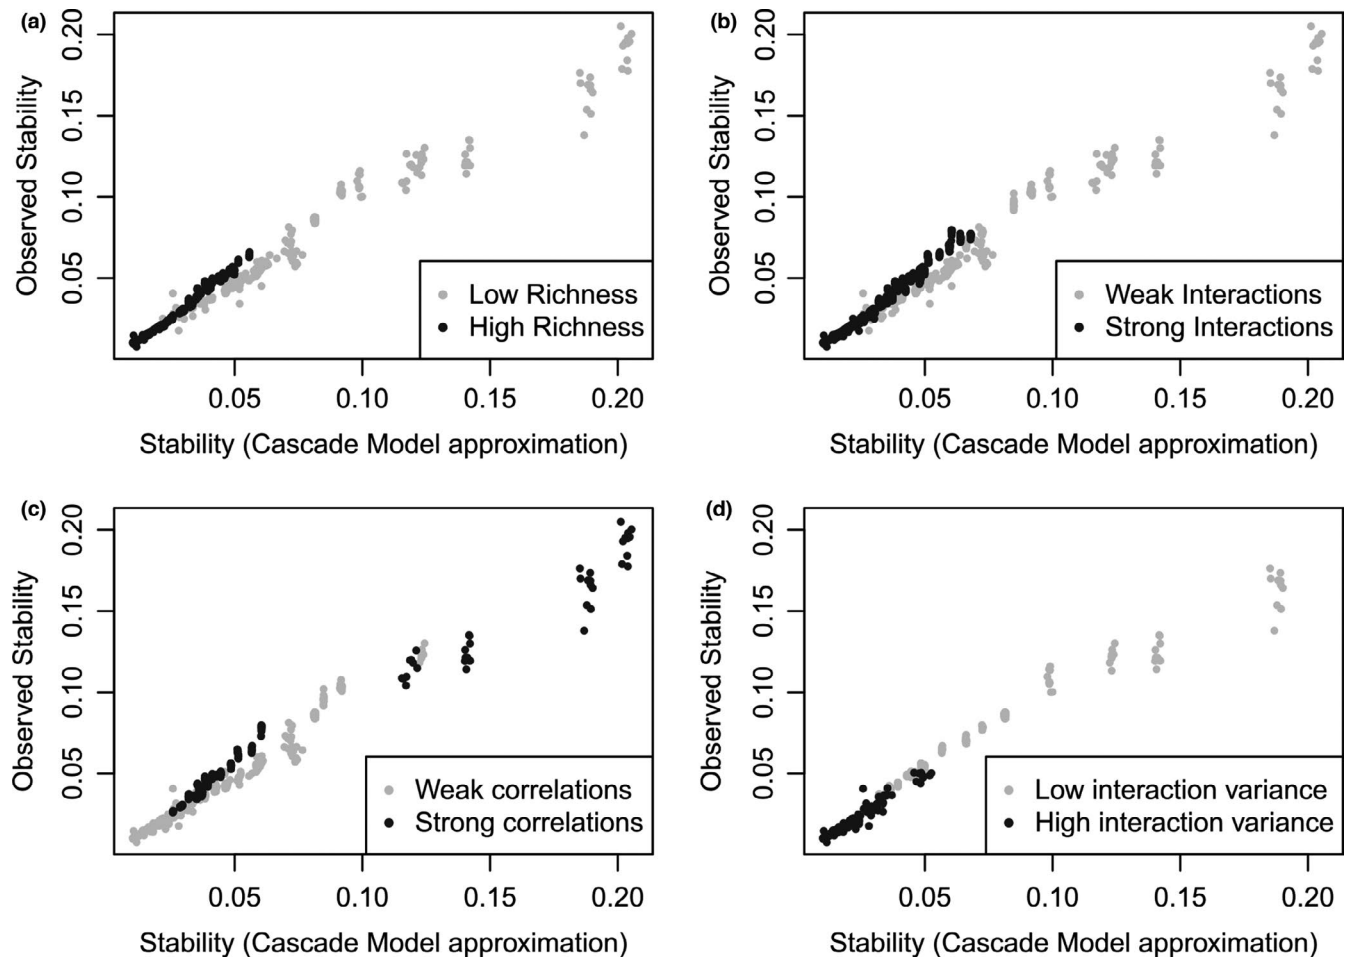 (a)
Observed Stability
0.20
0.15
0.10
0.05
Low Richness
High Richness
0.05 0.10 0.15 0.20
Stability (Cascade Model approximation)
(b)
Observed Stability
0.20
0.15
0.10
0.05
Weak Interactions
Strong Interactions
0.05 0.10 0.15 0.20
Stability (Cascade Model approximation)
(c)
Observed Stability
0.20
0.15
0.10
0.05
Weak correlations
Strong correlations
0.05 0.10 0.15 0.20
Stability (Cascade Model approximation)
(d)
Observed Stability
0.20
0.15
0.10
0.05
Low interaction variance
High interaction variance
0.05 0.10 0.15 0.20
Stability (Cascade Model approximation)